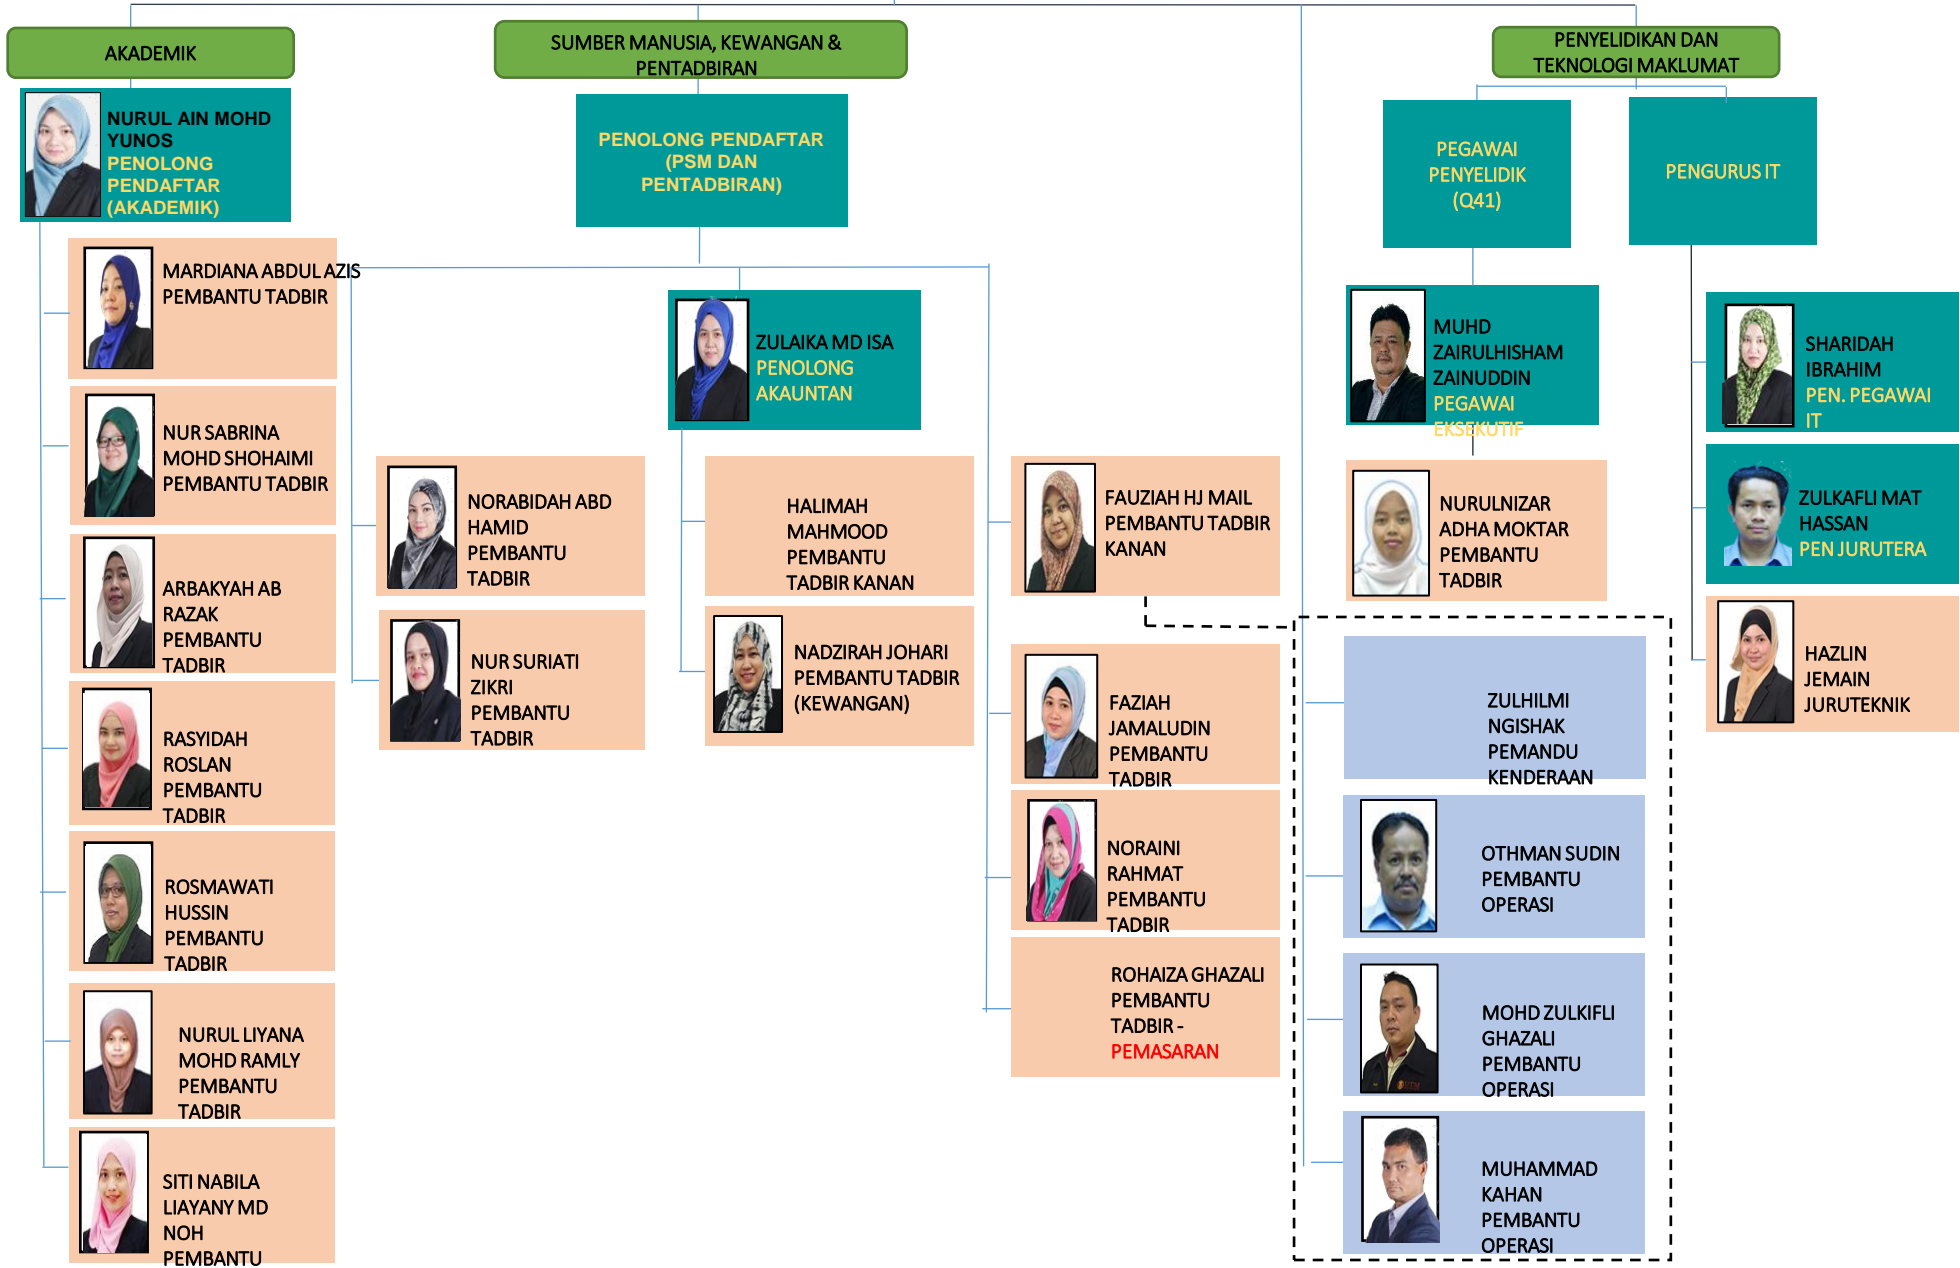 AKADEMIK
NURUL AIN MOHD
YUNOS
PENOLONG
PENDAFTAR
(AKADEMIK)
MARDIANA ABDUL AZIS
PEMBANTU TADBIR
NUR SABRINA
MOHD SHOHAIMI
PEMBANTU TADBIR
ARBAKYAH AB
RAZAK
PEMBANTU
TADBIR
RASYIDAH
ROSLAN
PEMBANTU
TADBIR
ROSMAWATI
HUSSIN
PEMBANTU
TADBIR
NURUL LIYANA
MOHD RAMLY
PEMBANTU
TADBIR
SITI NABILA
LIAYANY MD
NOH
PEMBANTU
SUMBER MANUSIA, KEWANGAN &
PENTADBIRAN
PENOLONG PENDAFTAR
(PSM DAN
PENTADBIRAN)
NORABIDAH ABD
HAMID
PEMBANTU
TADBIR
NUR SURIATI
ZIKRI
PEMBANTU
TADBIR
ZULAIKA MD ISA
PENOLONG
AKAUNTAN
HALIMAH
MAHMOOD
PEMBANTU
TADBIR KANAN
NADZIRAH JOHARI
PEMBANTU TADBIR
(KEWANGAN)
FAUZIAH HJ MAIL
PEMBANTU TADBIR
KANAN
FAZIAH
JAMALUDIN
PEMBANTU
TADBIR
NORAINI
RAHMAT
PEMBANTU
TADBIR
ROHAIZA GHAZALI
PEMBANTU
TADBIR -
PEMASARAN
ZULHILMI
NGISHAK
PEMANDU
KENDERAAN
OTHMAN SUDIN
PEMBANTU
OPERASI
MOHD ZULKIFLI
GHAZALI
PEMBANTU
OPERASI
MUHAMMAD
KAHAN
PEMBANTU
OPERASI
PENYELIDIKAN DAN
TEKNOLOGI MAKLUMAT
PEGAWAI
PENYELIDIK
(Q41)
MUHD
ZAIRULHISHAM
ZAINUDDIN
PEGAWAI
EKSEKUTIF
NURULNIZAR
ADHA MOKTAR
PEMBANTU
TADBIR
PENGURUS IT
SHARIDAH
IBRAHIM
PEN. PEGAWAI
IT
ZULKAFLI MAT
HASSAN
PEN JURUTERA
HAZLIN
JEMAIN
JURUTEKNIK